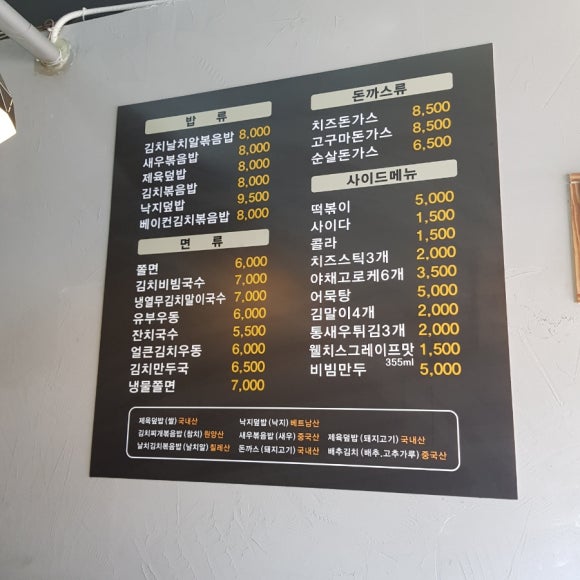 밥 류
김치날치알볶음밥 8,000
새우볶음밥 8,000
제육덮밥 8,000
김치볶음밥 8,000
낙지덮밥 9,500
베이컨김치볶음밥 8,000
면 류
쫄면 6,000
김치비빔국수 7,000
냉열무김치말이국수 7,000
유부우동 6,000
잔치국수 5,500
얼큰김치우동 6,000
김치만두국 6,500
냉물쫄면 7,000
돈까스류
치즈돈가스 8,500
고구마돈가스 8,500
순살돈가스 6,500
사이드메뉴
떡볶이 5,000
사이다 1,500
콜라 1,500
치즈스틱3개 2,000
야채고로케6개 3,500
어묵탕 5,000
김말이4개 2,000
통새우튀김3개 2,000
웰치스그레이프맛 1,500
355ml
비빔만두 5,000
제육덮밥(쌀) 국내산 낙지덮밥(낙지) 베트남산
김치찌개볶음밥(참치) 원양산 새우볶음밥(새우) 중국산 제육덮밥(돼지고기) 국내산
날치김치볶음밥(날치알) 칠레산 돈까스(돼지고기) 국내산 배추김치(배추,고추가루) 중국산